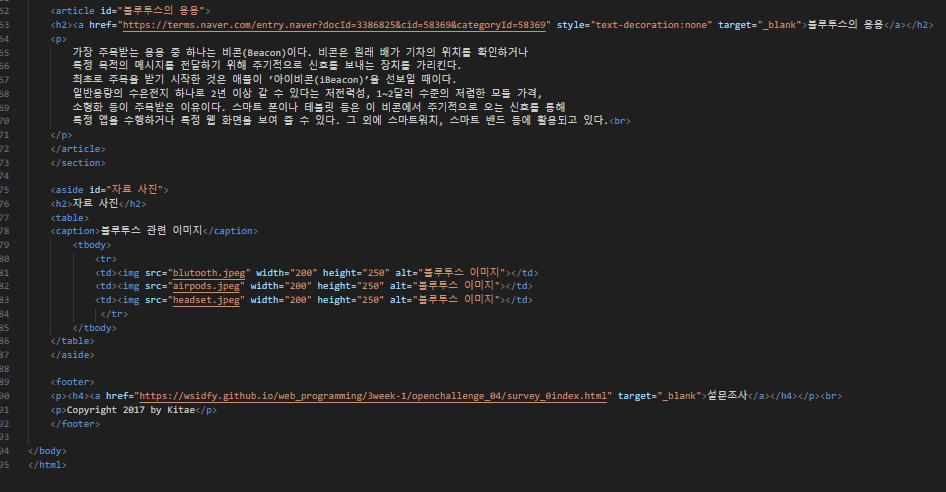 62 <article id="블루투스의 응용">
63 <h2><a href="https://terms.naver.com/entry.naver?docId=3386825&cid=58369&categoryId=58369" style="text-decoration:none" target="_blank">블루투스의 응용</a></h2>
64 <p>
65 가장 주목받는 응용 중 하나는 비콘(Beacon)이다. 비콘은 원래 배가 기차의 위치를 확인하거나
66 특정 목적의 메시지를 전달하기 위해 주기적으로 신호를 보내는 장치를 가리킨다.
67 최초로 주목을 받기 시작한 것은 애플이 ‘아이비콘(iBeacon)’을 선보일 때이다.
68 일반용량의 수은전지 하나로 2년 이상 갈 수 있다는 저전력성, 1~2달러 수준의 저렴한 모듈 가격,
69 소형화 등이 주목받은 이유이다. 스마트 폰이나 태블릿 등은 이 비콘에서 주기적으로 오는 신호를 통해
70 특정 앱을 수행하거나 특정 웹 화면을 보여 줄 수 있다. 그 외에 스마트워치, 스마트 밴드 등에 활용되고 있다.<br>
71 </p>
72 </article>
73 </section>
74
75 <aside id="자료 사진">
76 <h2>자료 사진</h2>
77 <table>
78 <caption>블루투스 관련 이미지</caption>
79 <tbody>
80 <tr>
81 <td><img src="blutooth.jpeg" width="200" height="250" alt="블루투스 이미지"></td>
82 <td><img src="airpods.jpeg" width="200" height="250" alt="블루투스 이미지"></td>
83 <td><img src="headset.jpeg" width="200" height="250" alt="블루투스 이미지"></td>
84 </tr>
85 </tbody>
86 </table>
87 </aside>
88
89 <footer>
90 <p><h4><a href="https://wsidfy.github.io/web_programming/3week-1/openchallenge_04/survey_0index.html" target="_blank">설문조사</a></h4></p><br>
91 <p>Copyright 2017 by Kitae</p>
92 </footer>
93
94 </body>
95 </html>